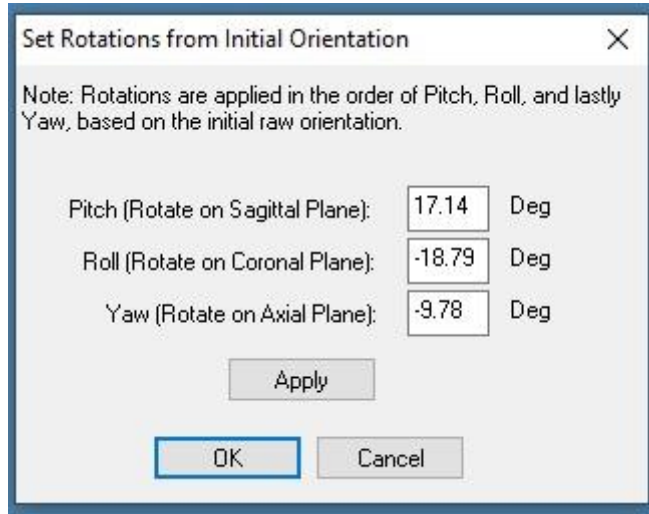 Set Rotations from Initial Orientation
Note: Rotations are applied in the order of Pitch, Roll, and lastly
Yaw, based on the initial raw orientation.
Pitch (Rotate on Sagittal Plane): 17.14 Deg
Roll (Rotate on Coronal Plane): -18.79 Deg
Yaw (Rotate on Axial Plane): -9.78 Deg
Apply
OK Cancel